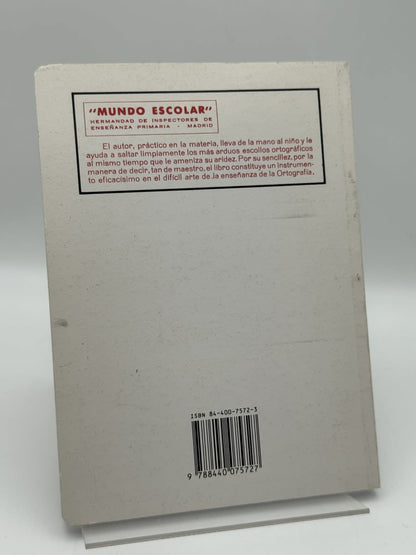 "MUNDO ESCOLAR"
HERMANDAD DE INSPECTORES DE
ENSEÑANZA PRIMARIA - MADRID
El autor, práctico en la materia, lleva de la mano al niño y le
ayuda a saltar limpiamente los más arduos escollos ortográficos
al mismo tiempo que le ameniza su aridez. Por su sencillez, por la
manera de decir, tan de maestro, el libro constituye un instrumen-
to eficacísimo en el difícil arte de la enseñanza de la Ortografía.
ISBN 84-400-7572-3
9 788440 075727